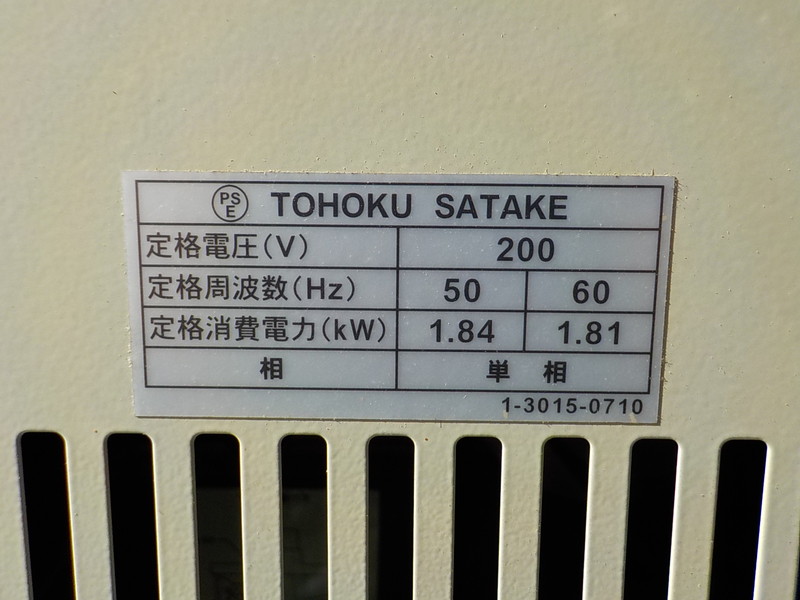 PS E TOHOKU SATAKE
定格電圧(V) 200
定格周波数(Hz) 50 60
定格消費電力(kW) 1.84 1.81
相 単 相
1-3015-0710